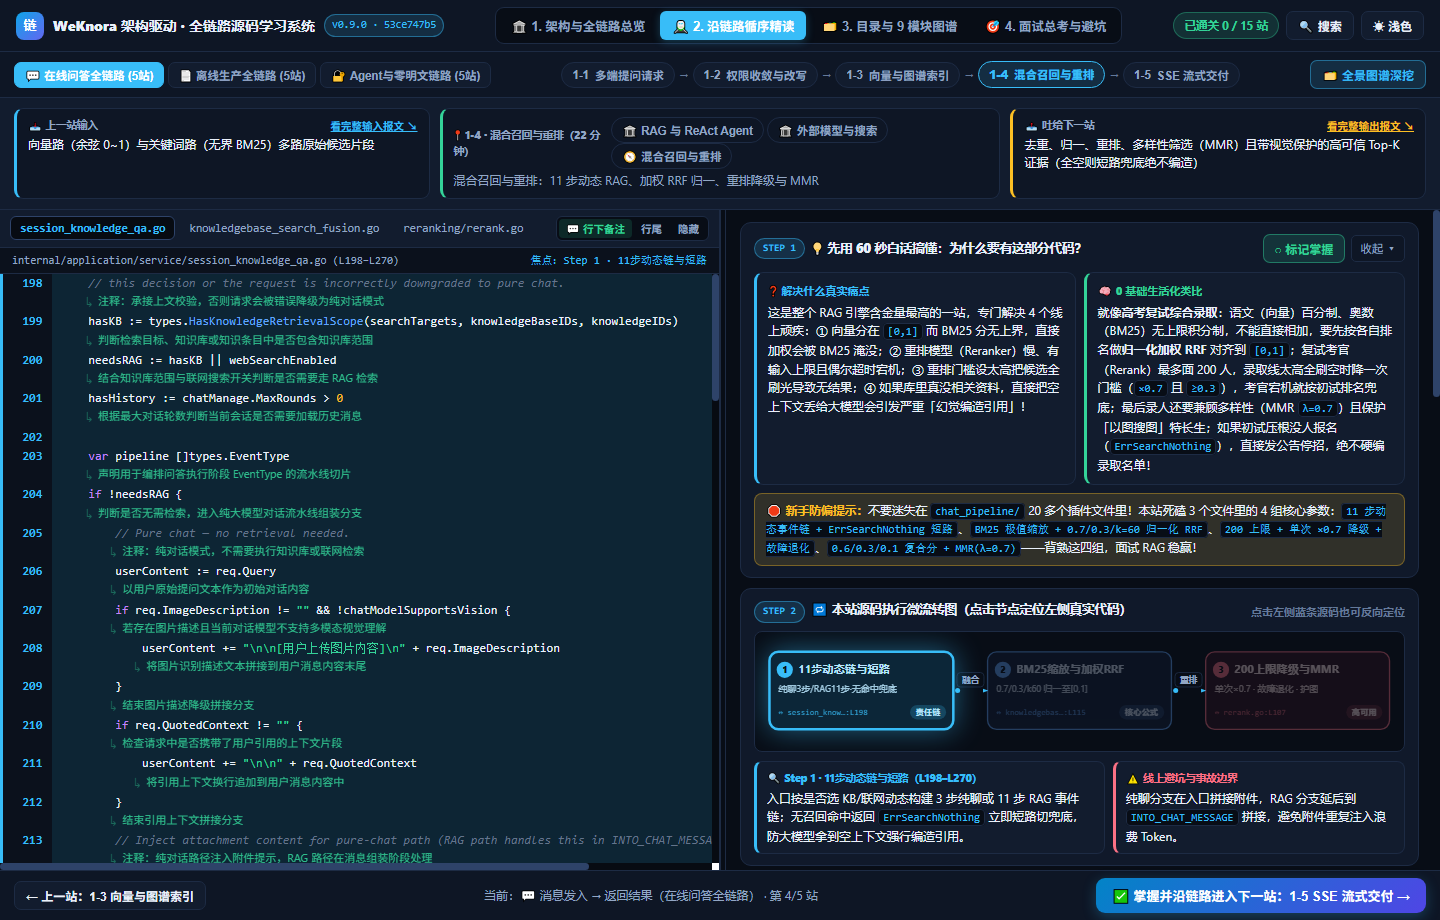 链 WeKnora 架构驱动 · 全链路源码学习系统 v0.9.0 · 53ce747b5 🏛️ 1. 架构与全链路总览 2. 沿链路循序精读 📁 3. 目录与 9 模块图谱 🎯 4. 面试总考与避坑 已通关 0 / 15 站 🔍 搜索 ☀ 浅色
💬 在线问答全链路 (5站) 📄 离线生产全链路 (5站) 🔐 Agent与零明文链路 (5站) 1-1 多端提问请求 → 1-2 权限收敛与改写 → 1-3 向量与图谱索引 → 1-4 混合召回与重排 → 1-5 SSE 流式交付 📁 全景图谱深挖
上一站输入 看完整输入报文 ↘
向量路（余弦 0~1）与关键词路（无界 BM25）多路原始候选片段
📍 1-4 · 混合召回与重排（22 分钟） 🏛️ RAG 与 ReAct Agent 🏛️ 外部模型与搜索
🧭 混合召回与重排
混合召回与重排：11 步动态 RAG、加权 RRF 归一、重排降级与 MMR
吐给下一站 看完整输出报文 ↘
去重、归一、重排、多样性筛选（MMR）且带视觉保护的高可信 Top-K
证据（全空则短路兜底绝不编造）
session_knowledge_qa.go knowledgebase_search_fusion.go reranking/rerank.go 💬 行下备注 行尾 隐藏
internal/application/service/session_knowledge_qa.go (L198–L270) 焦点: Step 1 · 11步动态链与短路
198 // this decision or the request is incorrectly downgraded to pure chat.
↳ 注释：承接上文校验，否则请求会被错误降级为纯对话模式
199 hasKB := types.HasKnowledgeRetrievalScope(searchTargets, knowledgeBaseIDs, knowledgeIDs)
↳ 判断检索目标、知识库或知识条目中是否包含知识库范围
200 needsRAG := hasKB || webSearchEnabled
↳ 结合知识库范围与联网搜索开关判断是否需要走 RAG 检索
201 hasHistory := chatManage.MaxRounds > 0
↳ 根据最大对话轮数判断当前会话是否需要加载历史消息
202
203 var pipeline []types.EventType
↳ 声明用于编排问答执行阶段 EventType 的流水线切片
204 if !needsRAG {
↳ 判断是否无需检索，进入纯大模型对话流水线组装分支
205 // Pure chat — no retrieval needed.
↳ 注释：纯对话模式，不需要执行知识库或联网检索
206 userContent := req.Query
↳ 以用户原始提问文本作为初始对话内容
207 if req.ImageDescription != "" && !chatModelSupportsVision {
↳ 若存在图片描述且当前对话模型不支持多模态视觉理解
208 userContent += "\n\n[用户上传图片内容]\n" + req.ImageDescription
↳ 将图片识别描述文本拼接到用户消息内容末尾
209 }
↳ 结束图片描述降级拼接分支
210 if req.QuotedContext != "" {
↳ 检查请求中是否携带了用户引用的上下文片段
211 userContent += "\n\n" + req.QuotedContext
↳ 将引用上下文换行追加到用户消息内容中
212 }
↳ 结束引用上下文拼接分支
213 // Inject attachment content for pure-chat path (RAG path handles this in INTO_CHAT_MESSA
↳ 注释：纯对话路径注入附件提示，RAG 路径在消息组装阶段处理
STEP 1 💡 先用 60 秒白话搞懂：为什么要有这部分代码？ ○ 标记掌握 收起 ▾
❓ 解决什么真实痛点
这是整个 RAG 引擎含金量最高的一站，专门解决 4 个线
上顽疾：① 向量分在 [0,1] 而 BM25 分无上界，直接
加权会被 BM25 淹没；② 重排模型（Reranker）慢、有
输入上限且偶尔超时宕机；③ 重排门槛设太高把候选全
刷光导致无结果；④ 如果库里真没相关资料，直接把空
上下文丢给大模型会引发严重「幻觉编造引用」！
🧠 0 基础生活化类比
就像高考复试综合录取：语文（向量）百分制、奥数
（BM25）无上限积分制，不能直接相加，要先按各自排
名做归一化加权 RRF 对齐到 [0,1]；复试考官
（Rerank）最多面 200 人，录取线太高全刷空时降一次
门槛（ ×0.7 且 ≥0.3 ），考官宕机就按初试排名兜
底；最后录人还要兼顾多样性（MMR λ=0.7 ）且保护
「以图搜图」特长生；如果初试压根没人报名
（ ErrSearchNothing ），直接发公告停招，绝不硬编
录取名单！
🛑 新手防偏提示：不要迷失在 chat_pipeline/ 20 多个插件文件里！本站死磕 3 个文件里的 4 组核心参数： 11 步动
态事件链 + ErrSearchNothing 短路 、 BM25 极值缩放 + 0.7/0.3/k=60 归一化 RRF 、 200 上限 + 单次 ×0.7 降级 +
故障退化 、 0.6/0.3/0.1 复合分 + MMR(λ=0.7) ——背熟这四组，面试 RAG 稳赢！
STEP 2 🔁 本站源码执行微流转图（点击节点定位左侧真实代码） 点击左侧蓝条源码也可反向定位
1 11步动态链与短路
纯聊3步/RAG11步·无命中兜底
session_know…:L198 责任链
融合
2 BM25缩放与加权RRF
0.7/0.3/k60 归一至[0,1]
knowledgebas…:L115 核心公式
重排
3 200上限降级与MMR
单次×0.7 · 故障退化 · 护图
rerank.go:L107 高可用
🔍 Step 1 · 11步动态链与短路（L198–L270）
入口按是否选 KB/联网动态构建 3 步纯聊或 11 步 RAG 事件
链；无召回命中返回 ErrSearchNothing 立即短路切兜底，
防大模型拿到空上下文强行编造引用。
⚠️ 线上避坑与事故边界
纯聊分支在入口拼接附件，RAG 分支延后到
INTO_CHAT_MESSAGE 拼接，避免附件重复注入浪
费 Token。
← 上一站：1-3 向量与图谱索引 当前: 💬 消息发入 → 返回结果（在线问答全链路） · 第 4/5 站 ✅ 掌握并沿链路进入下一站：1-5 SSE 流式交付 →